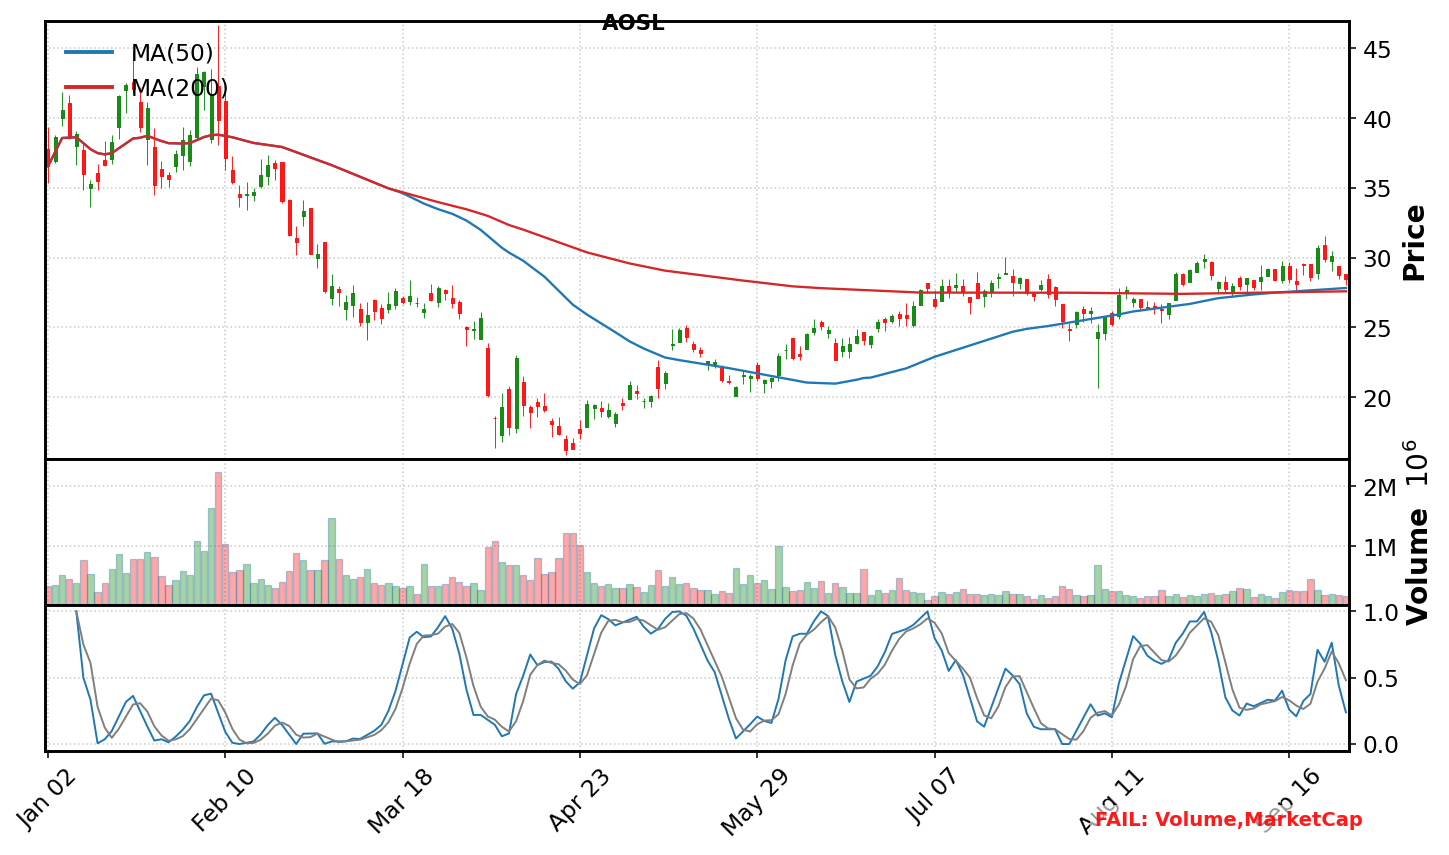 AOSL
MA(50)
MA(200)
45
40
35
30
25
20
Price
10⁶
2M
1M
Volume
1.0
0.5
0.0
Jan 02
Feb 10
Mar 18
Apr 23
May 29
Jul 07
Aug 11
Sep 16
FAIL: Volume,MarketCap